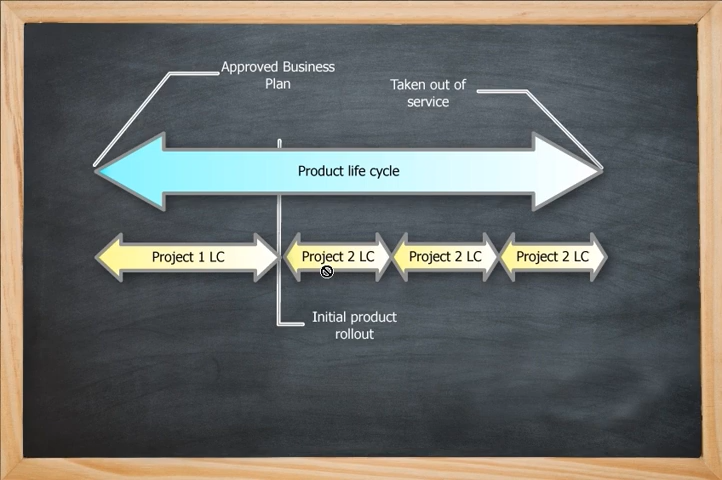 Approved Business
Plan
Taken out of
service
Product life cycle
Project 1 LC
Project 2 LC
Project 2 LC
Project 2 LC
Initial product
rollout